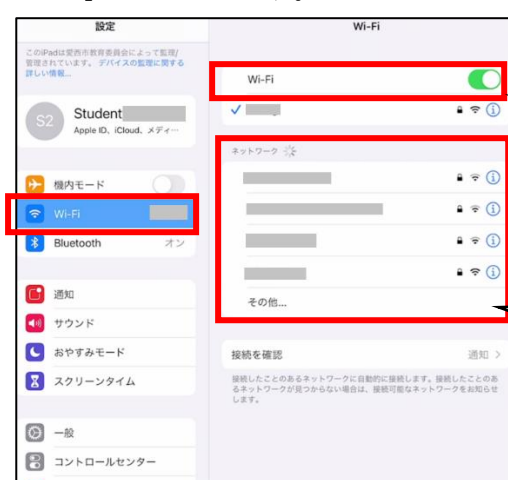 設定
このiPadは愛西市教育委員会によって監理/
管理されています。デバイスの監理に関する
詳しい情報...
S2
Student
Apple ID、iCloud、メディ…
機内モード
Wi-Fi
Bluetooth オン
通知
サウンド
おやすみモード
スクリーンタイム
一般
コントロールセンター
Wi-Fi
Wi-Fi
ネットワーク
その他...
接続を確認 通知
接続したことのあるネットワークに自動的に接続します。接続したことのあ
るネットワークが見つからない場合は、接続可能なネットワークをお知らせ
します。